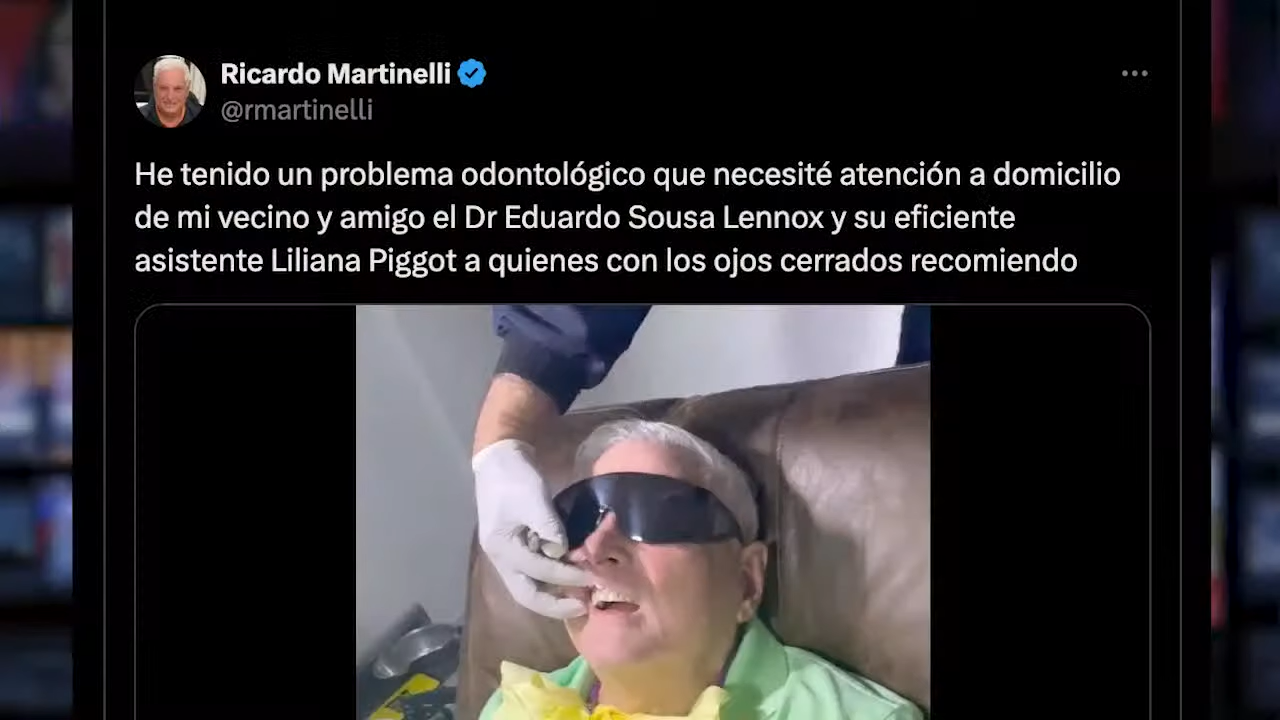 Ricardo Martinelli
@rmartinelli
He tenido un problema odontológico que necesité atención a domicilio
de mi vecino y amigo el Dr Eduardo Sousa Lennox y su eficiente
asistente Liliana Piggot a quienes con los ojos cerrados recomiendo